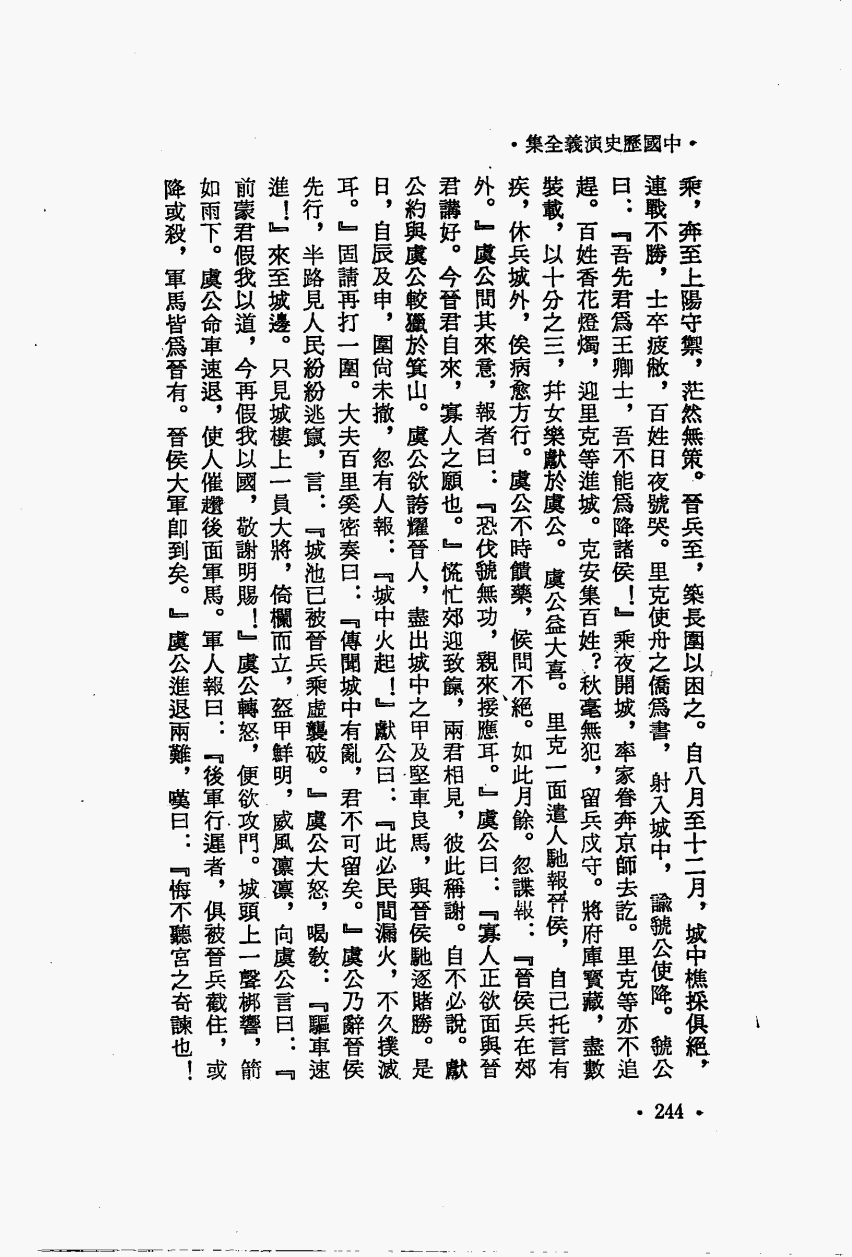 •中國歷史演義全集•
乘，奔至上陽守禦，茫然無策。晉兵至，築長圍以困之。自八月至十二月，城中樵採俱絕，
連戰不勝，士卒疲敝，百姓日夜號哭。里克使舟之僑爲書，射入城中，諭虢公使降。虢公
曰：『吾先君爲王卿士，吾不能爲降諸侯！』乘夜開城，率家眷奔京師去訖。里克等亦不追
趕。百姓香花燈燭，迎里克等進城。克安集百姓？秋毫無犯，留兵戍守。將府庫寶藏，盡數
裝載，以十分之三，幷女樂獻於虞公。虞公益大喜。里克一面遣人馳報晉侯，自己托言有
疾，休兵城外，俟病愈方行。虞公不時饋藥，候問不絕。如此月餘。忽諜報：『晉侯兵在郊
外。』虞公問其來意，報者曰：『恐伐虢無功，親來接應耳。』虞公曰：『寡人正欲面與晉
君講好。今晉君自來，寡人之願也。』慌忙郊迎致餼，兩君相見，彼此稱謝。自不必說。獻
公約與虞公較獵於箕山。虞公欲誇耀晉人，盡出城中之甲及堅車良馬，與晉侯馳逐賭勝。是
日，自辰及申，圍尙未撤，忽有人報：『城中火起！』獻公曰：『此必民間漏火，不久撲滅
耳。』固請再打一圍。大夫百里奚密奏曰：『傳聞城中有亂，君不可留矣。』虞公乃辭晉侯
先行，半路見人民紛紛逃竄，言：『城池已被晉兵乘虛襲破。』虞公大怒，喝敎：『驅車速
進！』來至城邊。只見城樓上一員大將，倚欄而立，盔甲鮮明，威風凜凜，向虞公言曰：『
前蒙君假我以道，今再假我以國，敬謝明賜！』虞公轉怒，便欲攻門。城頭上一聲梆響，箭
如雨下。虞公命車速退，使人催趲後面軍馬。軍人報曰：『後軍行遲者，俱被晉兵截住，或
降或殺，軍馬皆爲晉有。晉侯大軍卽到矣。』虞公進退兩難，嘆曰：『悔不聽宮之奇諫也！
•244•